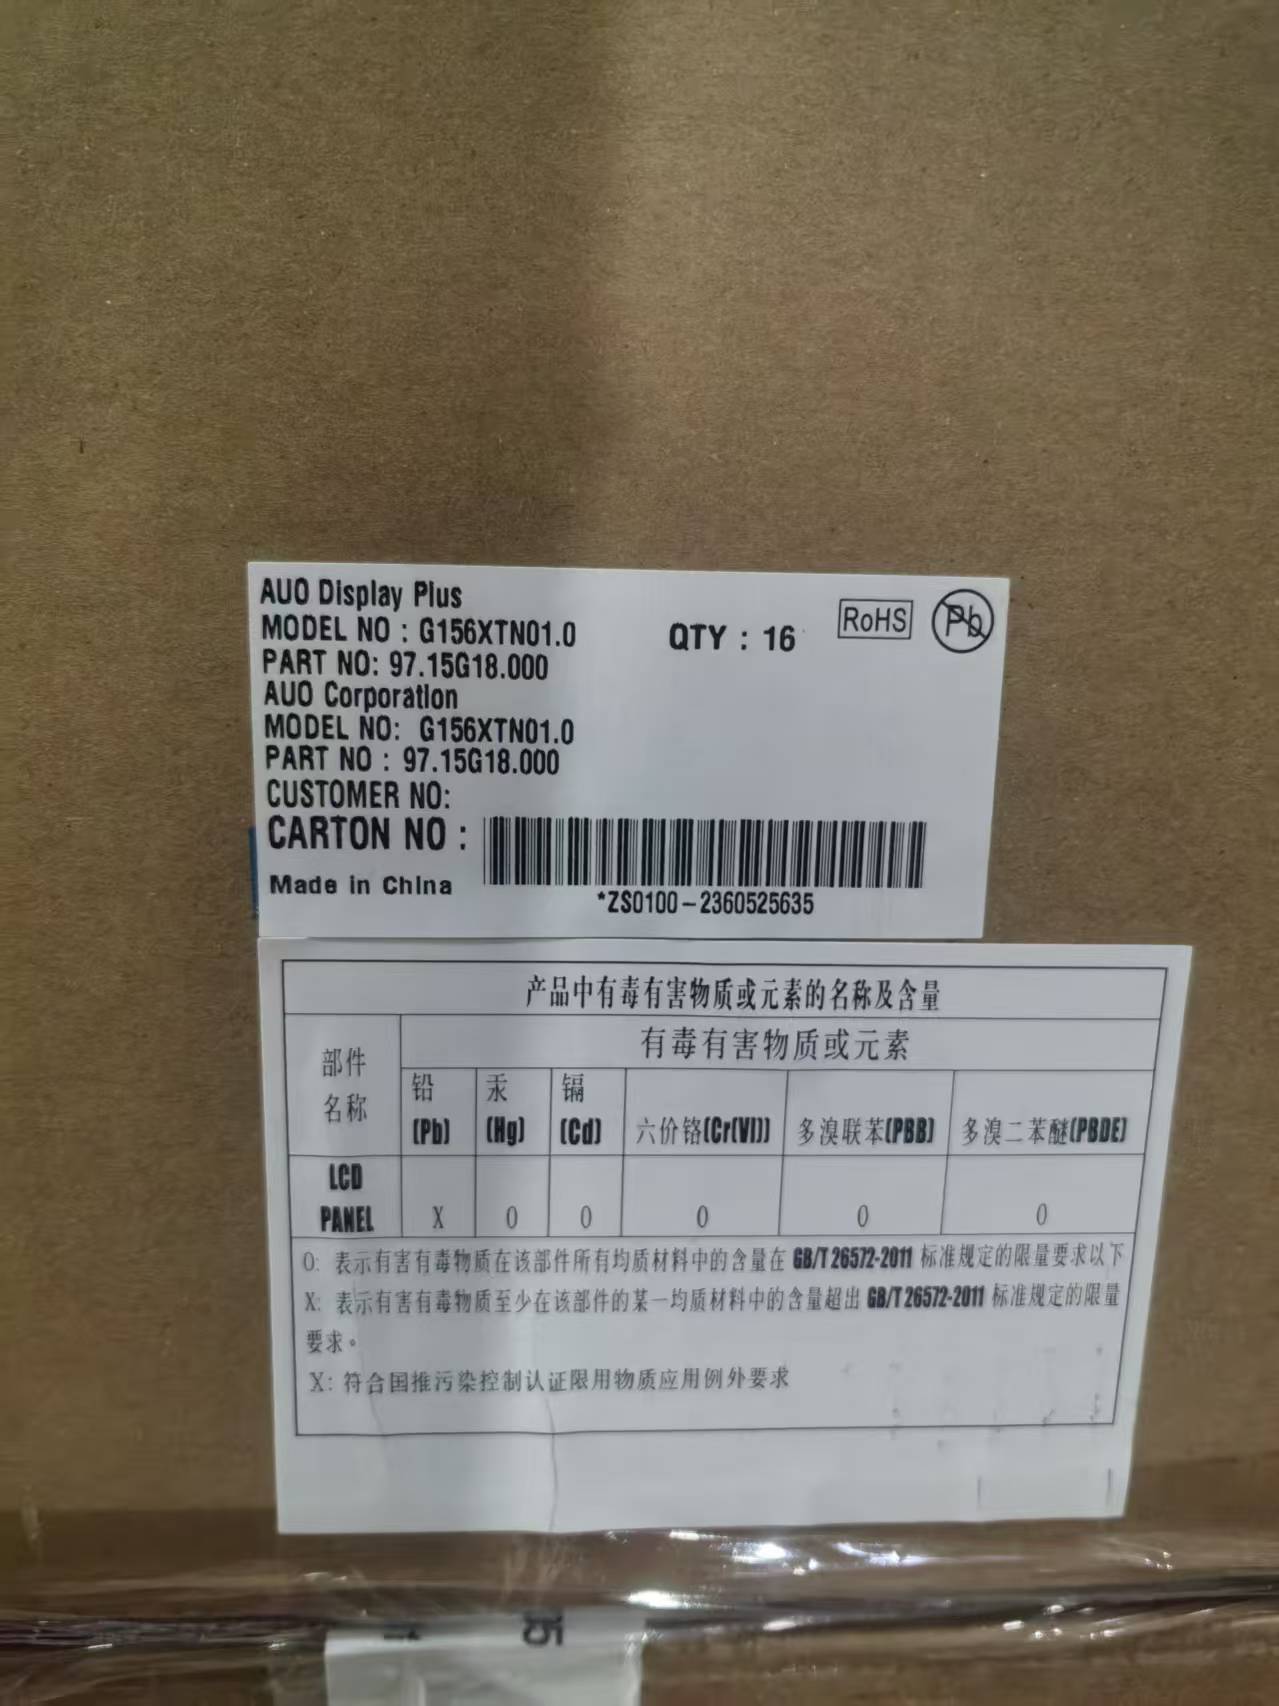 AUO Display Plus
MODEL NO : G156XTN01.0
QTY : 16
RoHS
Pb
PART NO: 97.15G18.000
AUO Corporation
MODEL NO: G156XTN01.0
PART NO : 97.15G18.000
CUSTOMER NO:
CARTON NO :
Made in China
*ZS0100-2360525635
产品中有毒有害物质或元素的名称及含量
部件
名称
有毒有害物质或元素
铅
(Pb)
汞
(Hg)
镉
(Cd)
六价铬(Cr(VI))
多溴联苯(PBB)
多溴二苯醚(PBDE)
LCD
PANEL
X
0
0
0
0
0
0: 表示有害有毒物质在该部件所有均质材料中的含量在 GB/T 26572-2011 标准规定的限量要求以下
X: 表示有害有毒物质至少在该部件的某一均质材料中的含量超出 GB/T 26572-2011 标准规定的限量
要求。
X: 符合国推污染控制认证限用物质应用例外要求